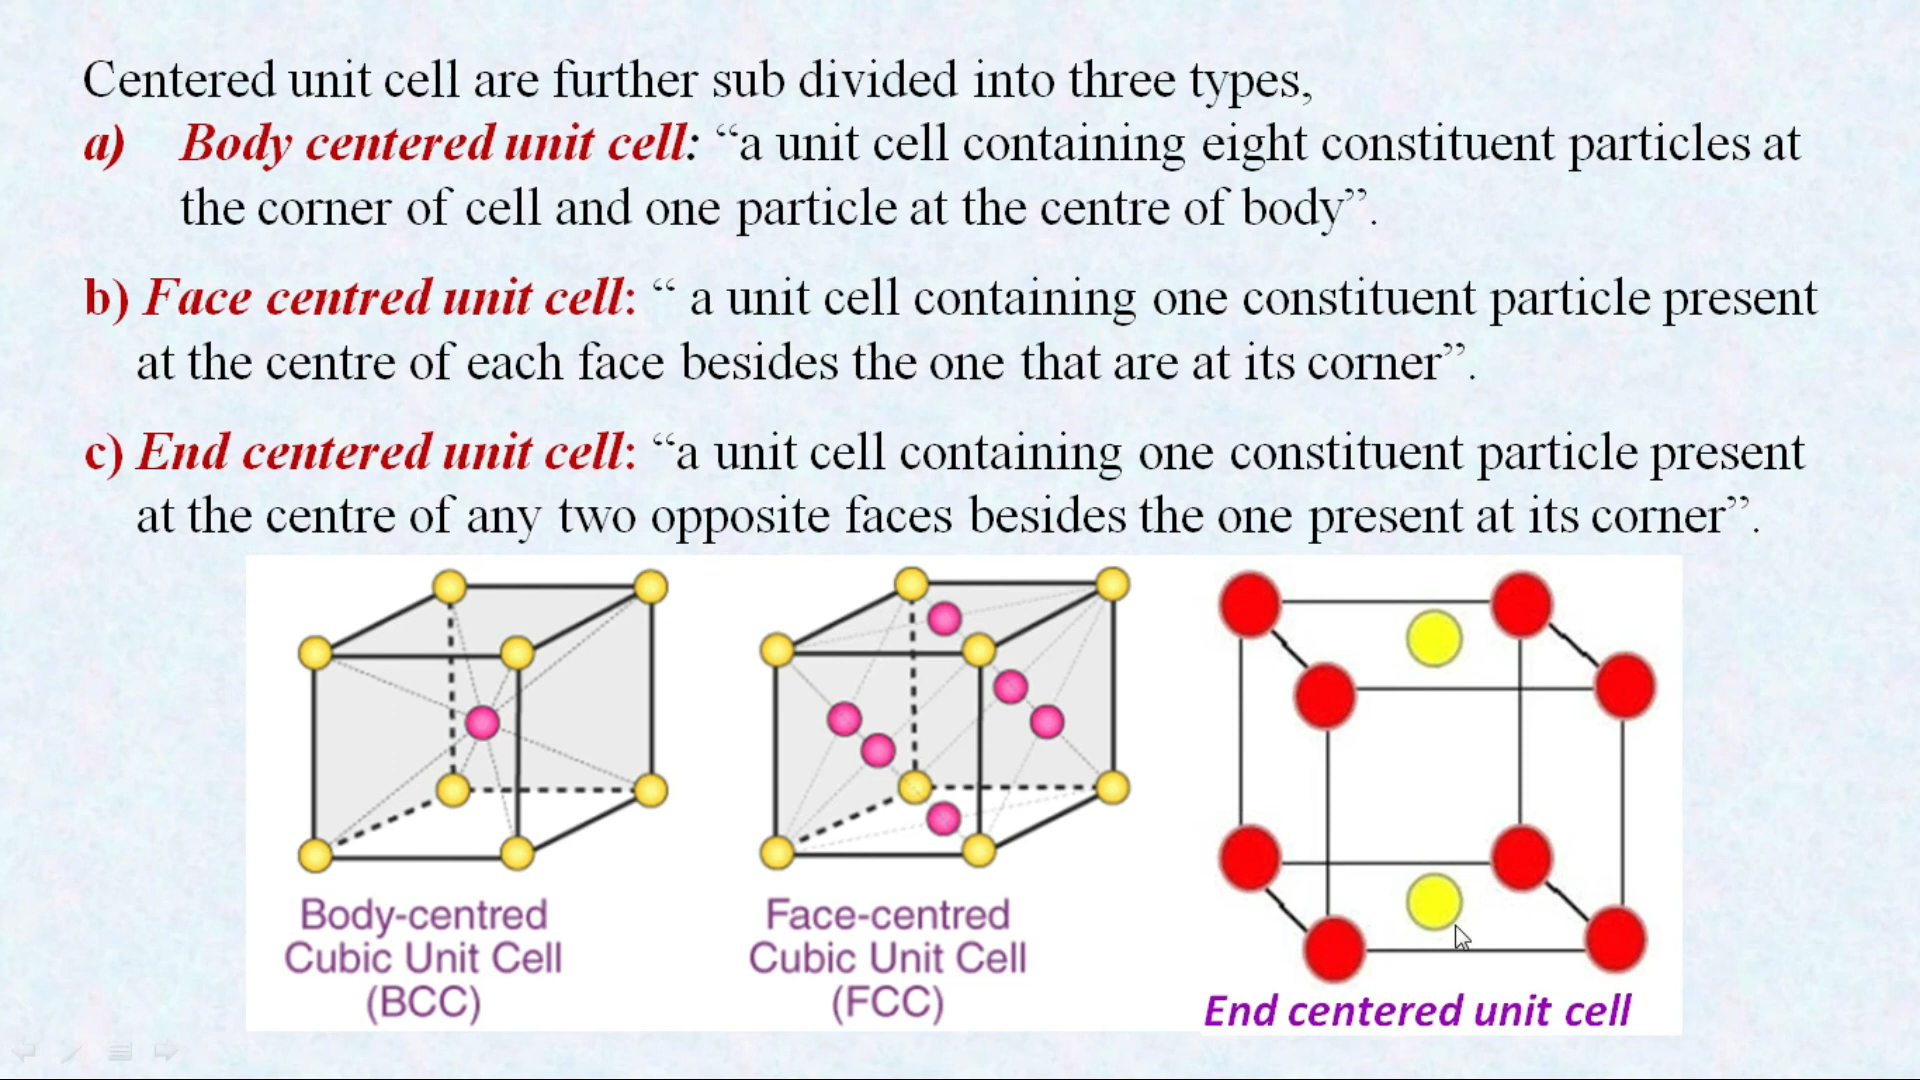 Centered unit cell are further sub divided into three types,
a) Body centered unit cell: “a unit cell containing eight constituent particles at
the corner of cell and one particle at the centre of body”.
b) Face centred unit cell: “ a unit cell containing one constituent particle present
at the centre of each face besides the one that are at its corner”.
c) End centered unit cell: “a unit cell containing one constituent particle present
at the centre of any two opposite faces besides the one present at its corner”.
Body-centred
Cubic Unit Cell
(BCC)
Face-centred
Cubic Unit Cell
(FCC)
End centered unit cell